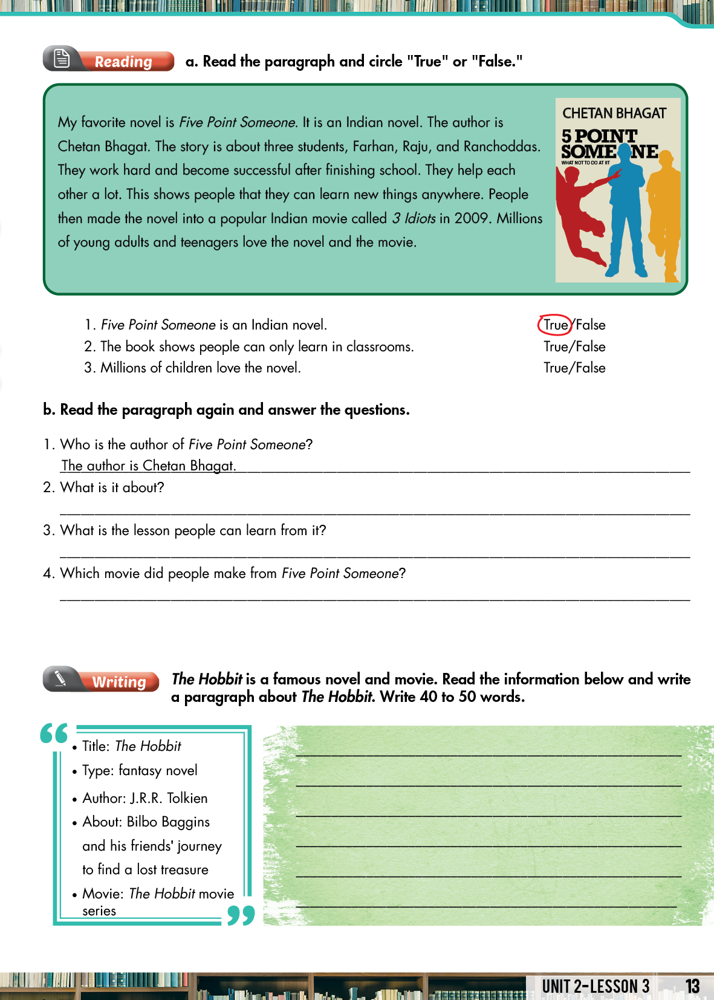 Reading
a. Read the paragraph and circle "True" or "False."
My favorite novel is Five Point Someone. It is an Indian novel. The author is
Chetan Bhagat. The story is about three students, Farhan, Raju, and Ranchoddas.
They work hard and become successful after finishing school. They help each
other a lot. This shows people that they can learn new things anywhere. People
then made the novel into a popular Indian movie called 3 Idiots in 2009. Millions
of young adults and teenagers love the novel and the movie.
CHETAN BHAGAT
5 POINT
SOMEONE
WHAT NOT TO DO AT IIT
1. Five Point Someone is an Indian novel. True/False
2. The book shows people can only learn in classrooms. True/False
3. Millions of children love the novel. True/False
b. Read the paragraph again and answer the questions.
1. Who is the author of Five Point Someone?
The author is Chetan Bhagat.
2. What is it about?
3. What is the lesson people can learn from it?
4. Which movie did people make from Five Point Someone?
Writing
The Hobbit is a famous novel and movie. Read the information below and write
a paragraph about The Hobbit. Write 40 to 50 words.
• Title: The Hobbit
• Type: fantasy novel
• Author: J.R.R. Tolkien
• About: Bilbo Baggins
and his friends' journey
to find a lost treasure
• Movie: The Hobbit movie
series
UNIT 2-LESSON 3 13